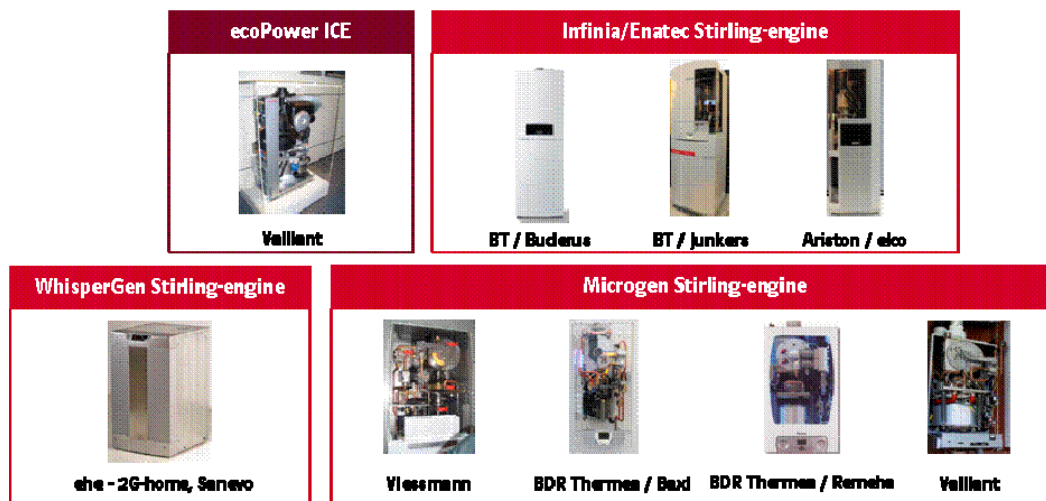 ecoPower ICE
Infinia/Enatec Stirling-engine
Vaillant
BT / Buderus
BT / Junkers
Ariston / elco
WhisperGen Stirling-engine
Microgen Stirling-engine
ehe - 2G-home, Sanevo
Viessmann
BDR Thermea / Baxi
BDR Thermea / Remeha
Vaillant